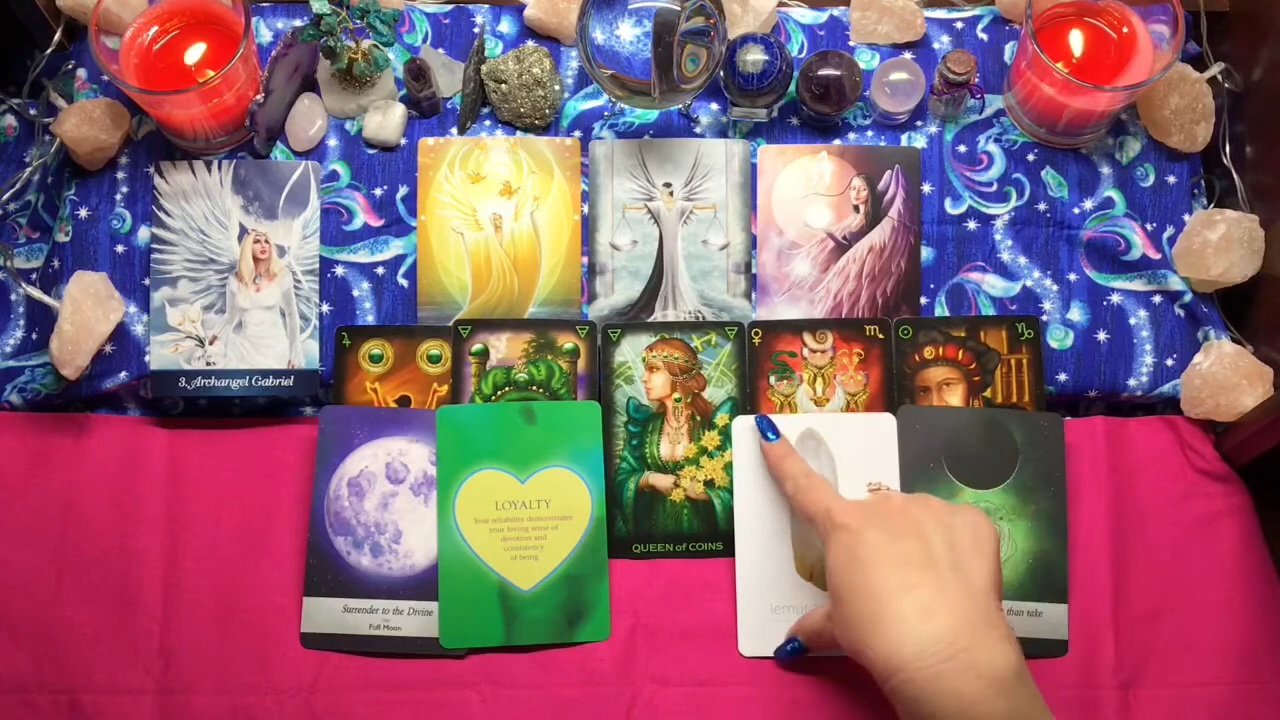 3. Archangel Gabriel
LOYALTY
Your reliability demonstrates
your loving sense of
devotion and
consistency
of being
QUEEN of COINS
Surrender to the Divine
Full Moon
than take